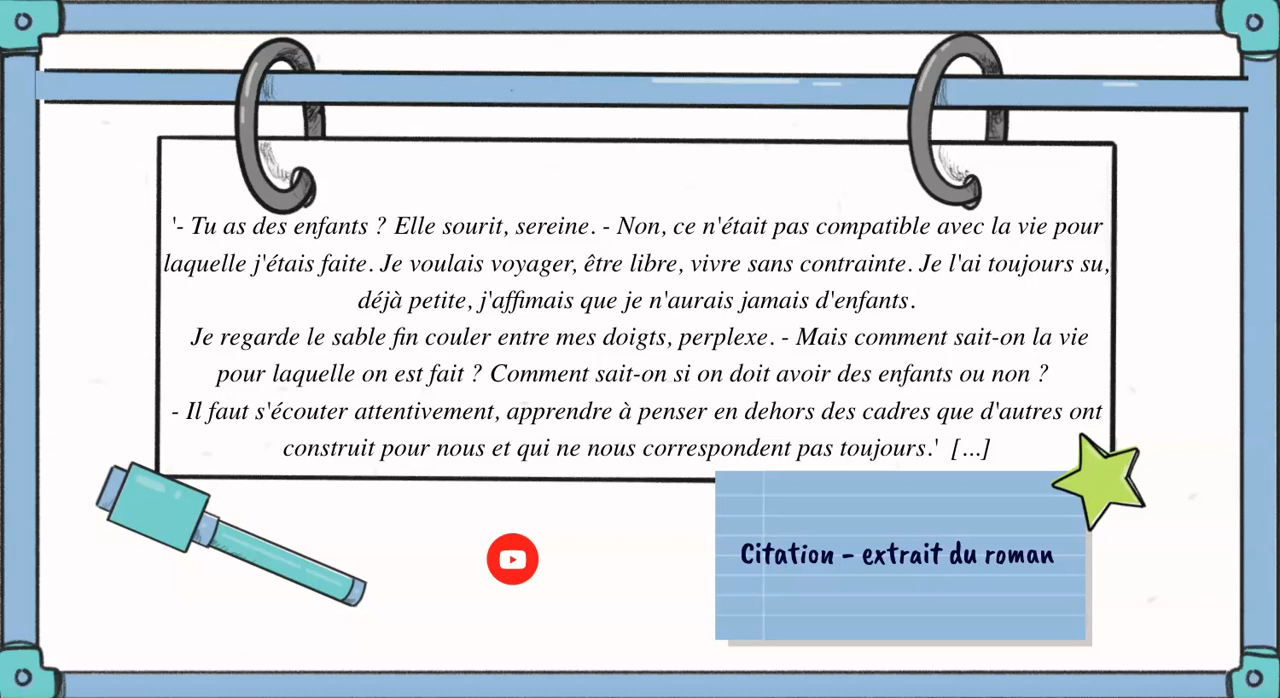 '- Tu as des enfants ? Elle sourit, sereine. - Non, ce n'était pas compatible avec la vie pour
laquelle j'étais faite. Je voulais voyager, être libre, vivre sans contrainte. Je l'ai toujours su,
déjà petite, j'affimais que je n'aurais jamais d'enfants.
Je regarde le sable fin couler entre mes doigts, perplexe. - Mais comment sait-on la vie
pour laquelle on est fait ? Comment sait-on si on doit avoir des enfants ou non ?
- Il faut s'écouter attentivement, apprendre à penser en dehors des cadres que d'autres ont
construit pour nous et qui ne nous correspondent pas toujours.' [...]
Citation - extrait du roman